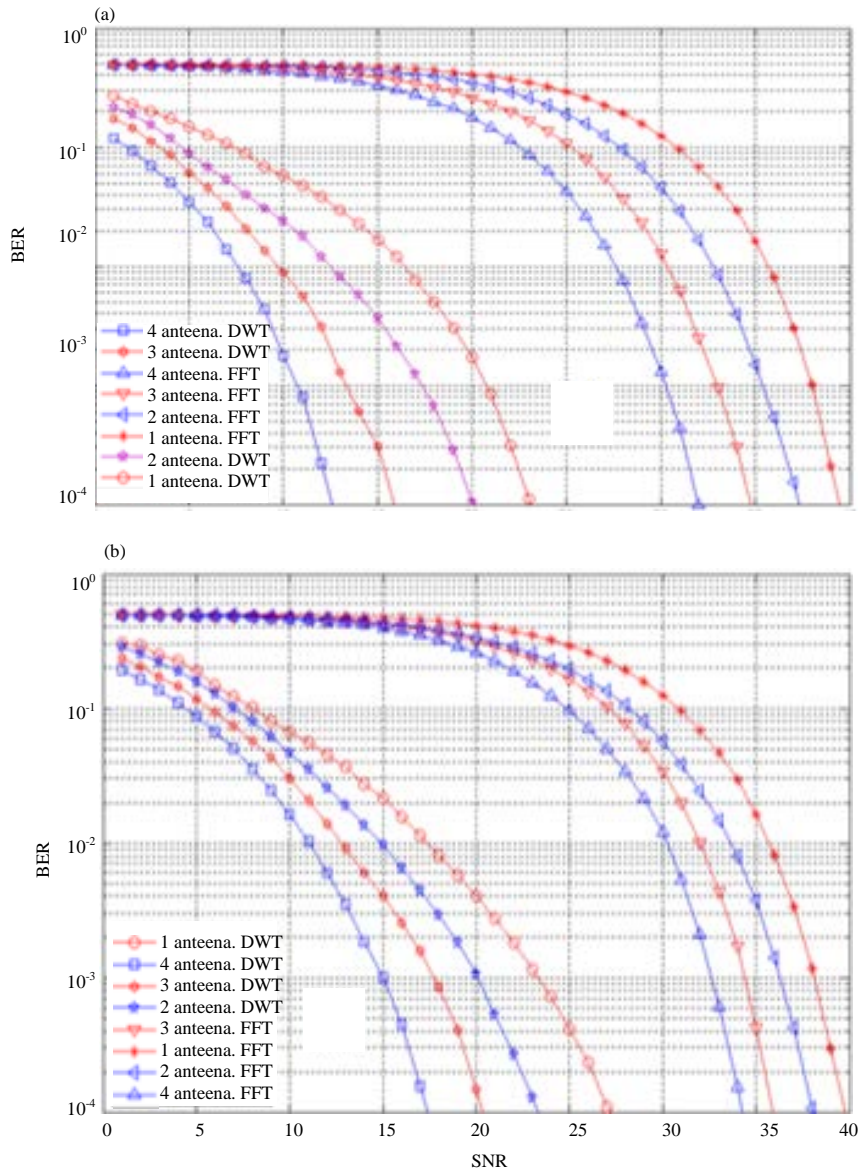 (a)
10^0
10^-1
10^-2
10^-3
10^-4
BER
4 anteena. DWT
3 anteena. DWT
4 anteena. FFT
3 anteena. FFT
2 anteena. FFT
1 anteena. FFT
2 anteena. DWT
1 anteena. DWT
(b)
10^0
10^-1
10^-2
10^-3
10^-4
BER
1 anteena. DWT
4 anteena. DWT
3 anteena. DWT
2 anteena. DWT
3 anteena. FFT
1 anteena. FFT
2 anteena. FFT
4 anteena. FFT
0 5 10 15 20 25 30 35 40
SNR